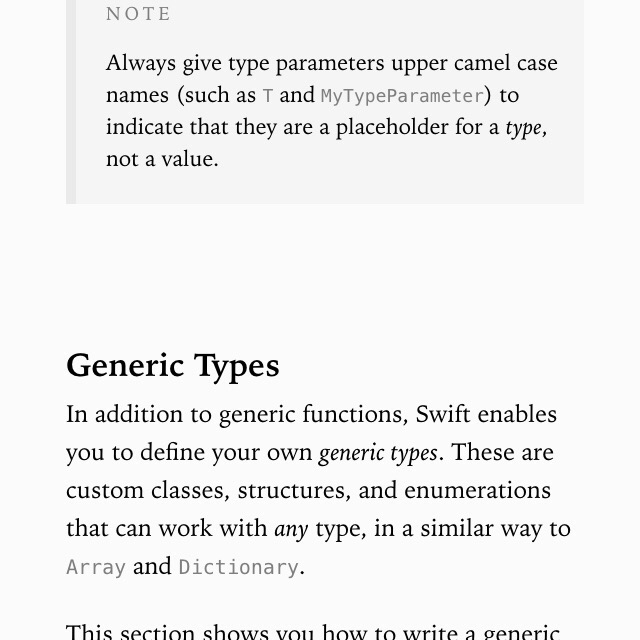 NOTE
Always give type parameters upper camel case
names (such as T and MyTypeParameter) to
indicate that they are a placeholder for a type,
not a value.
Generic Types
In addition to generic functions, Swift enables
you to define your own generic types. These are
custom classes, structures, and enumerations
that can work with any type, in a similar way to
Array and Dictionary.
This section shows you how to write a generic